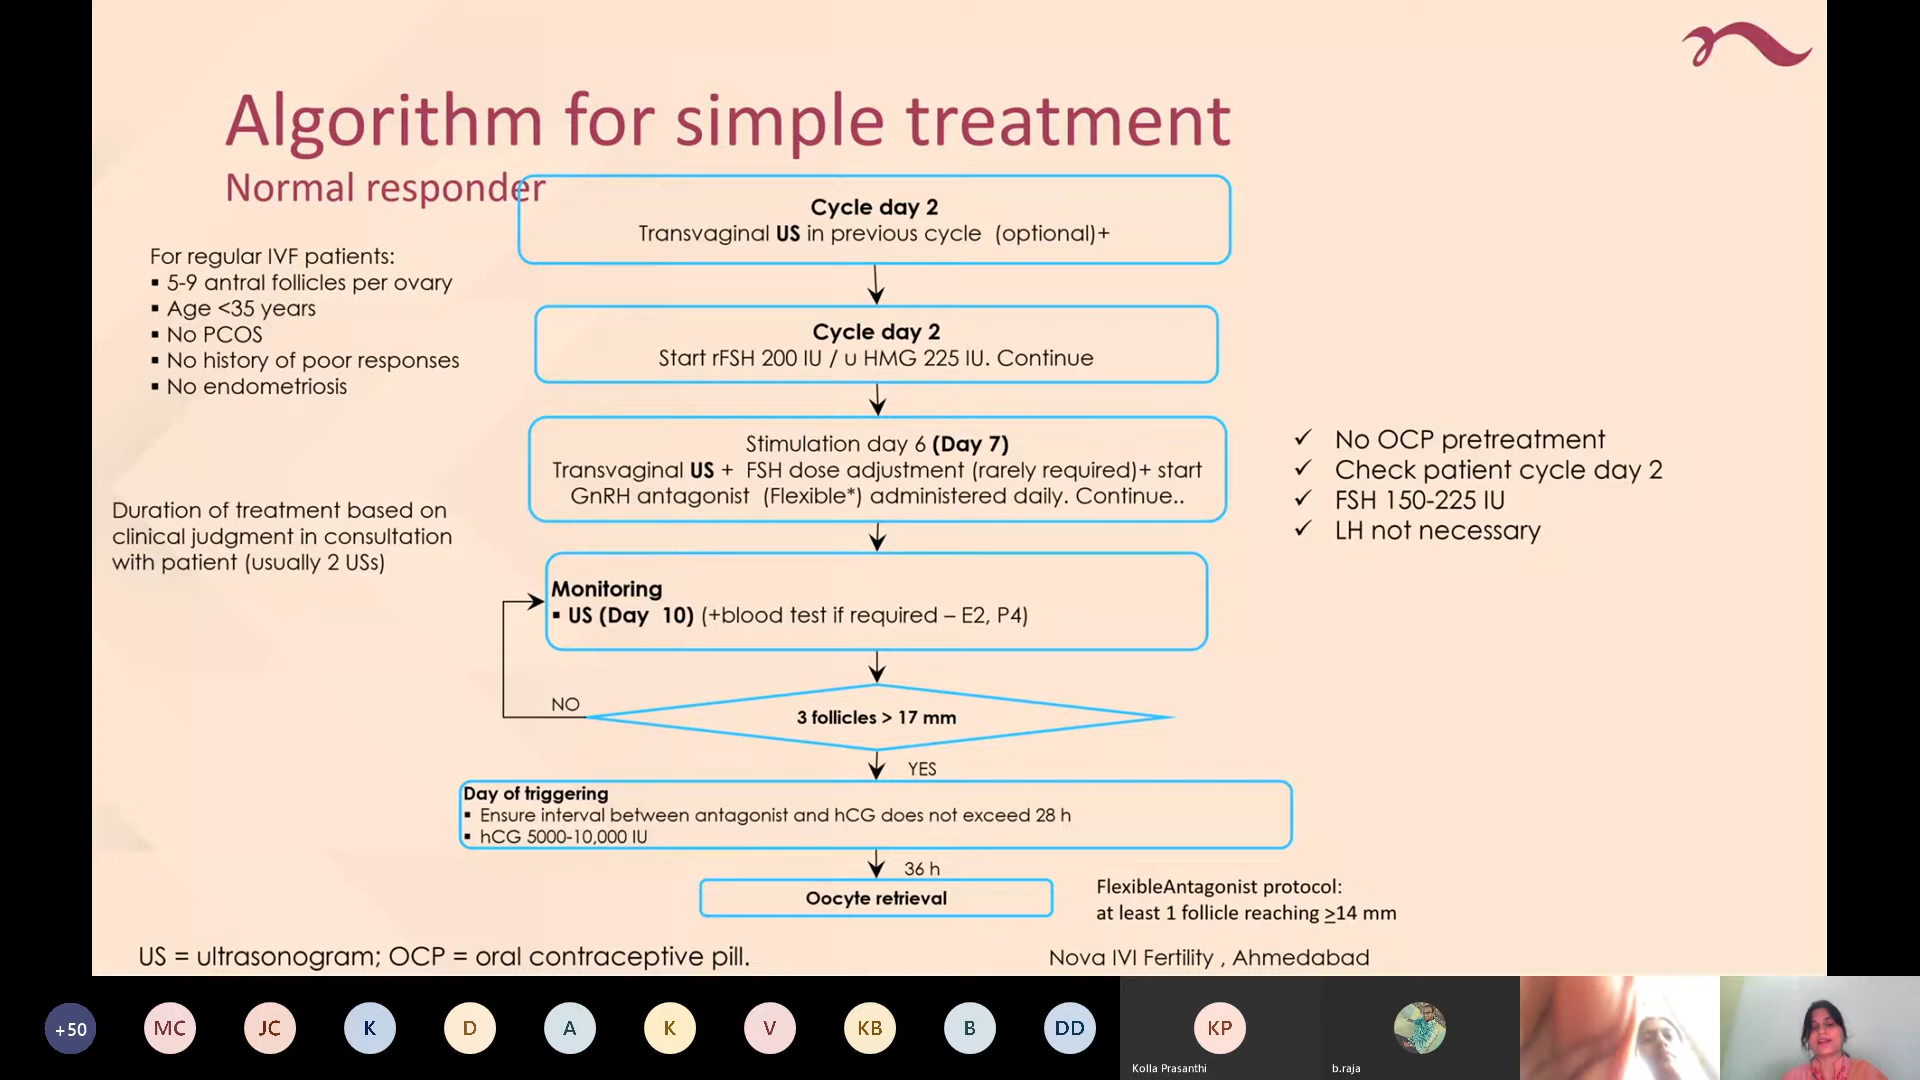 Algorithm for simple treatment
Normal responder
Cycle day 2
Transvaginal US in previous cycle (optional)+
For regular IVF patients:
▪ 5-9 antral follicles per ovary
▪ Age <35 years
▪ No PCOS
▪ No history of poor responses
▪ No endometriosis
Cycle day 2
Start rFSH 200 IU / u HMG 225 IU. Continue
Stimulation day 6 (Day 7)
Transvaginal US + FSH dose adjustment (rarely required)+ start
GnRH antagonist (Flexible*) administered daily. Continue..
✓ No OCP pretreatment
✓ Check patient cycle day 2
✓ FSH 150-225 IU
✓ LH not necessary
Duration of treatment based on
clinical judgment in consultation
with patient (usually 2 USs)
Monitoring
▪ US (Day 10) (+blood test if required – E2, P4)
NO
3 follicles > 17 mm
YES
Day of triggering
▪ Ensure interval between antagonist and hCG does not exceed 28 h
▪ hCG 5000-10,000 IU
36 h
Oocyte retrieval
FlexibleAntagonist protocol:
at least 1 follicle reaching ≥14 mm
US = ultrasonogram; OCP = oral contraceptive pill.
Nova IVI Fertility , Ahmedabad
+50
MC
JC
K
D
A
K
V
KB
B
DD
KP
Kolla Prasanthi
b.raja